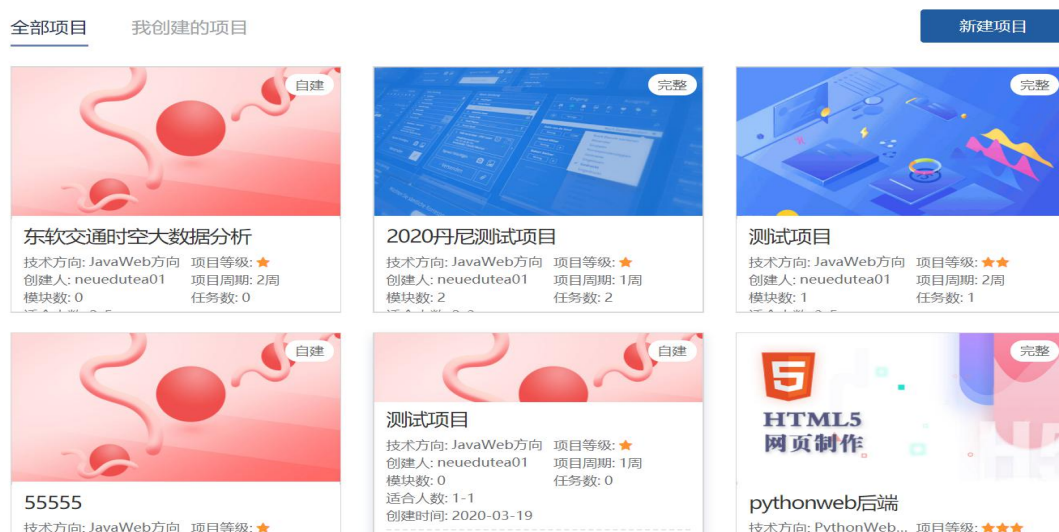 全部项目 我创建的项目 新建项目
自建
完整
完整
东软交通时空大数据分析
技术方向: JavaWeb方向 项目等级:
创建人: neuedutea01 项目周期: 2周
模块数: 0 任务数: 0
2020丹尼测试项目
技术方向: JavaWeb方向 项目等级:
创建人: neuedutea01 项目周期: 1周
模块数: 2 任务数: 2
测试项目
技术方向: JavaWeb方向 项目等级:
创建人: neuedutea01 项目周期: 2周
模块数: 1 任务数: 1
自建
55555
技术方向: JavaWeb方向 项目等级:
自建
测试项目
技术方向: JavaWeb方向 项目等级:
创建人: neuedutea01 项目周期: 1周
模块数: 0 任务数: 0
适合人数: 1-1
创建时间: 2020-03-19
完整
HTML5
网页制作
pythonweb后端
技术方向: PythonWeb... 项目等级: